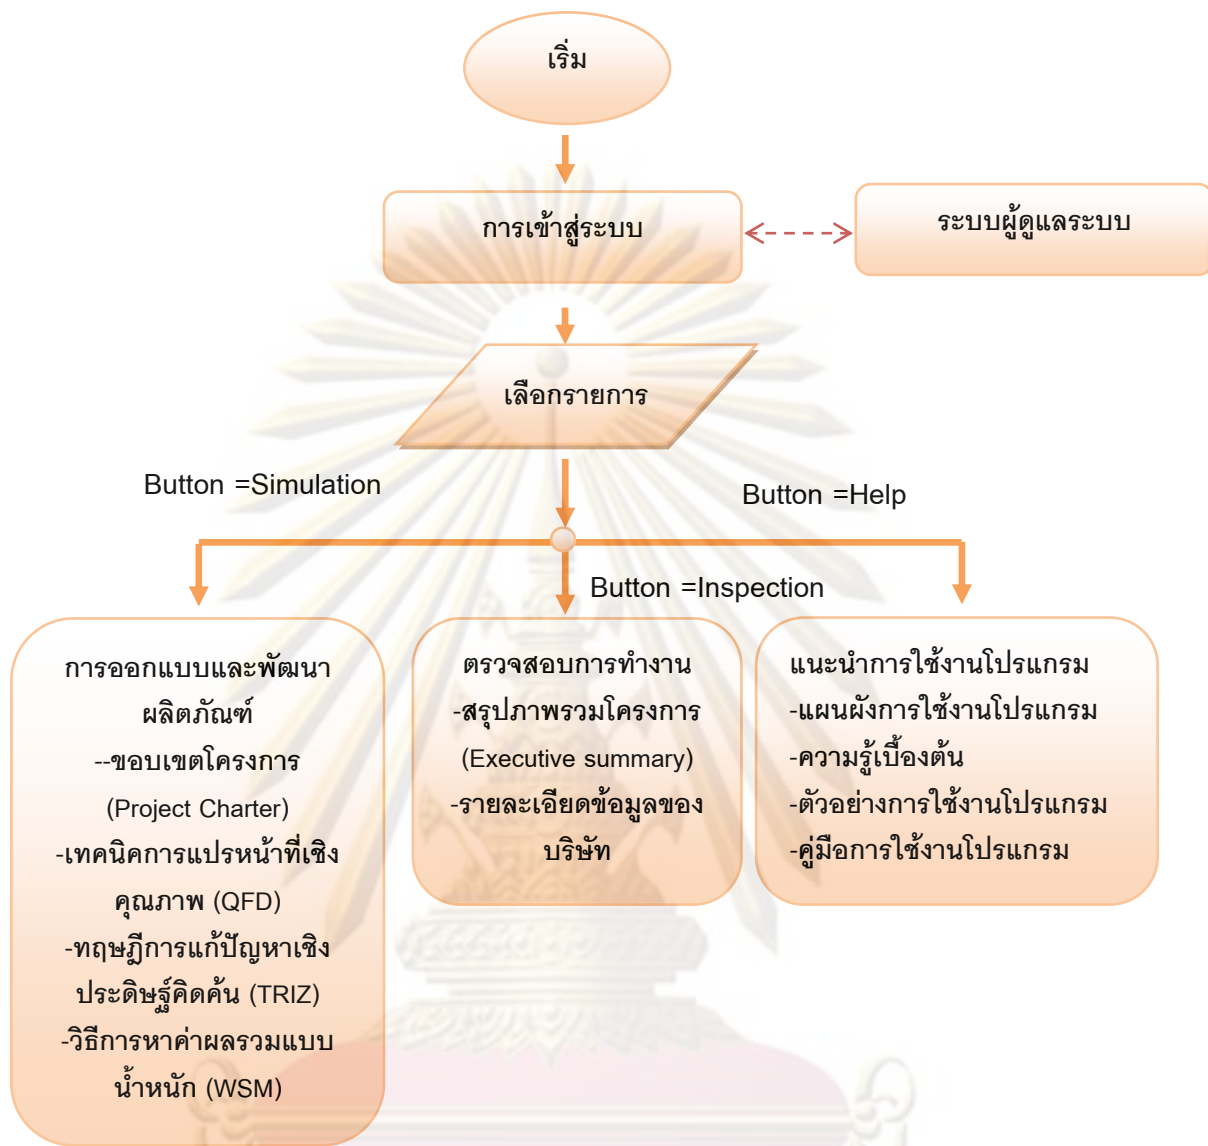 เริ่ม
การเข้าสู่ระบบ
ระบบผู้ดูแลระบบ
เลือกรายการ
Button =Simulation
Button =Help
Button =Inspection
การออกแบบและพัฒนา
ผลิตภัณฑ์
--ขอบเขตโครงการ
(Project Charter)
-เทคนิคการแปรหน้าที่เชิง
คุณภาพ (QFD)
-ทฤษฎีการแก้ปัญหาเชิง
ประดิษฐ์คิดค้น (TRIZ)
-วิธีการหาค่าผลรวมแบบ
น้ำหนัก (WSM)
ตรวจสอบการทำงาน
-สรุปภาพรวมโครงการ
(Executive summary)
-รายละเอียดข้อมูลของ
บริษัท
แนะนำการใช้งานโปรแกรม
-แผนผังการใช้งานโปรแกรม
-ความรู้เบื้องต้น
-ตัวอย่างการใช้งานโปรแกรม
-คู่มือการใช้งานโปรแกรม